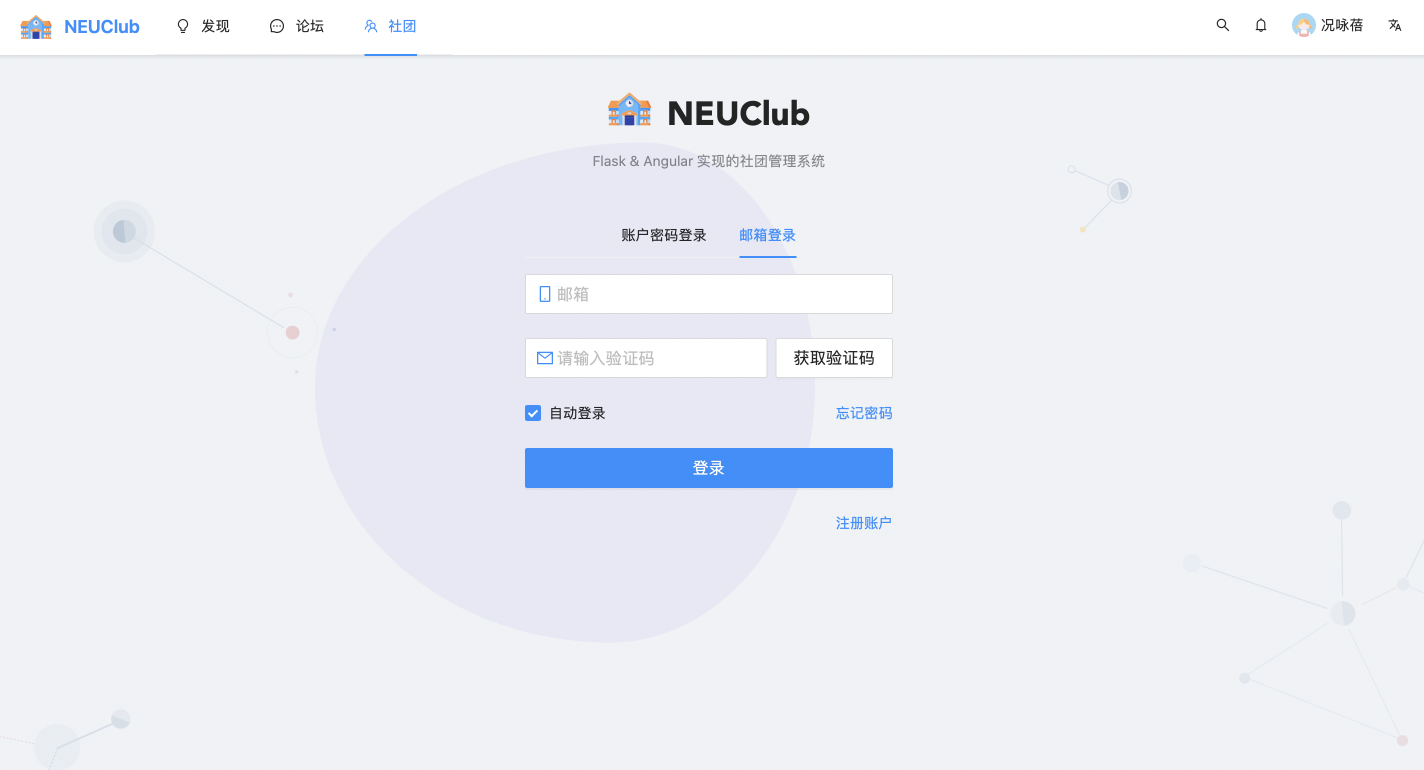 NEUClub 发现 论坛 社团 况咏蓓
NEUClub
Flask & Angular 实现的社团管理系统
账户密码登录 邮箱登录
邮箱
请输入验证码 获取验证码
自动登录 忘记密码
登录
注册账户